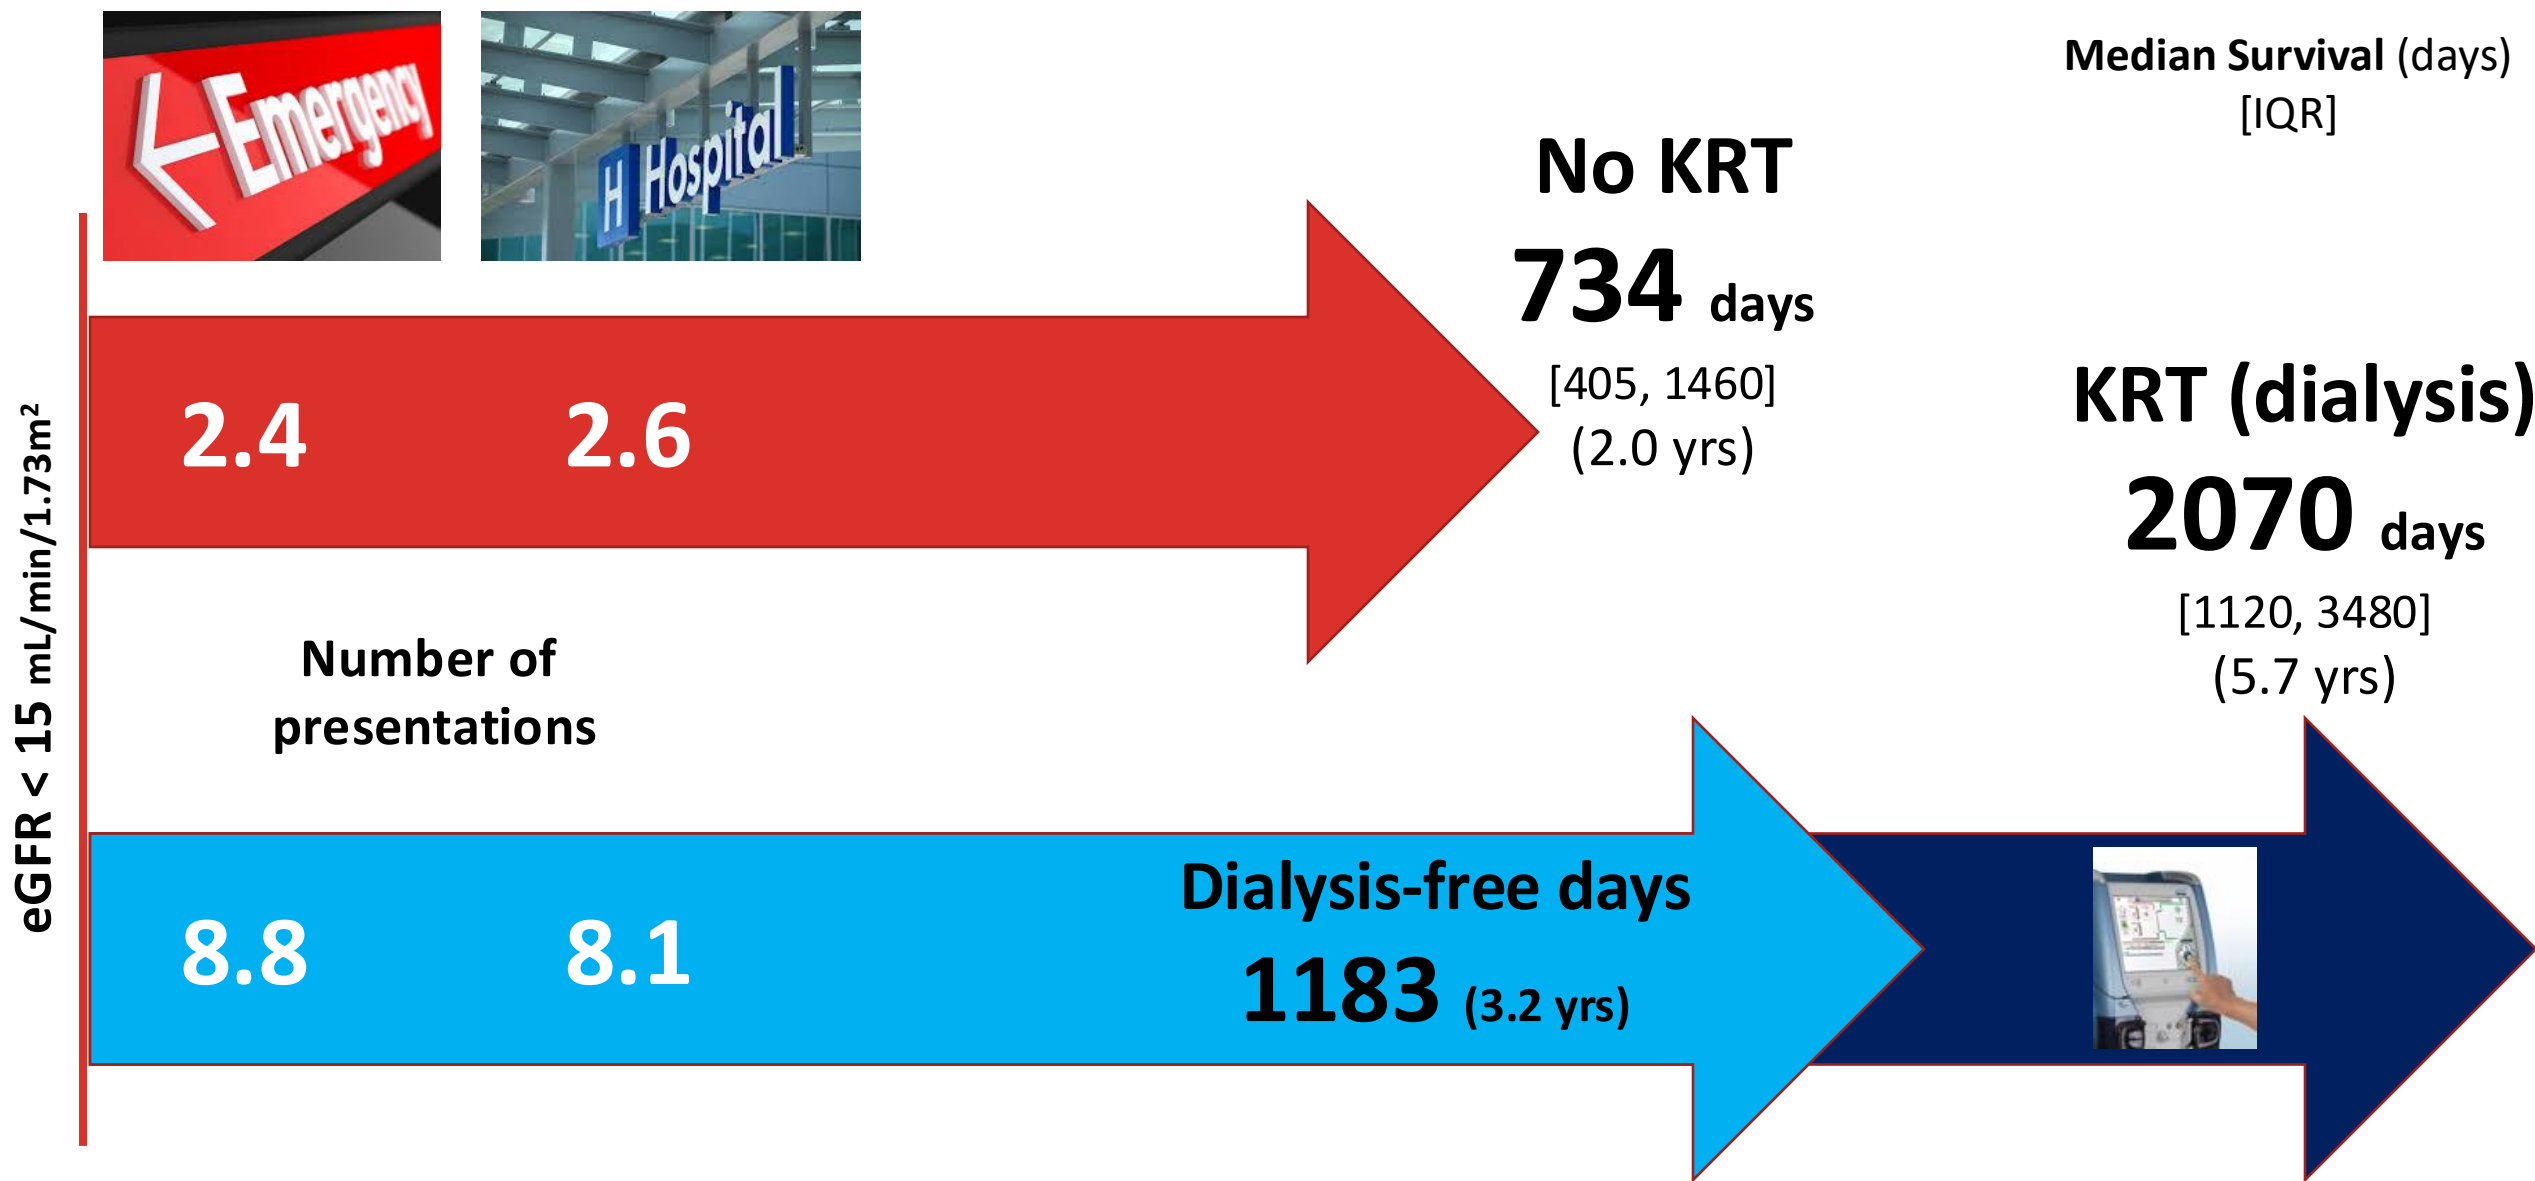 Emergency
H Hospital
Median Survival (days)
[IQR]
No KRT
734 days
[405, 1460]
(2.0 yrs)
KRT (dialysis)
2070 days
[1120, 3480]
(5.7 yrs)
eGFR < 15 mL/min/1.73m²
2.4 2.6
Number of
presentations
8.8 8.1
Dialysis-free days
1183 (3.2 yrs)